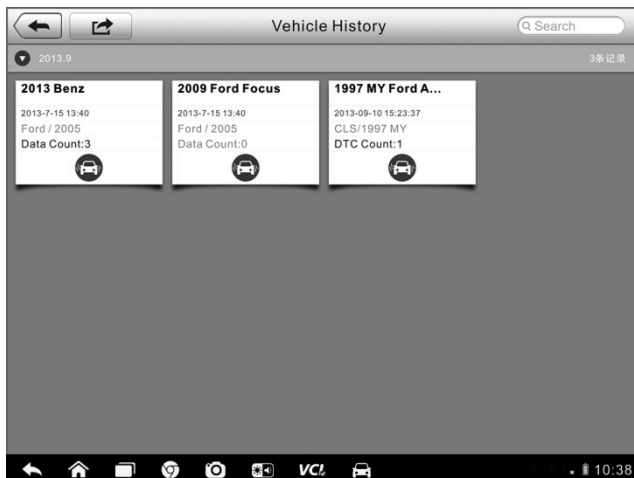 Vehicle History
Search
2013.9
3条记录
2013 Benz
2013-7-15 13:40
Ford / 2005
Data Count:3
2009 Ford Focus
2013-7-15 13:40
Ford / 2005
Data Count:0
1997 MY Ford A...
2013-09-10 15:23:37
CLS/1997 MY
DTC Count:1
VCI
10:38